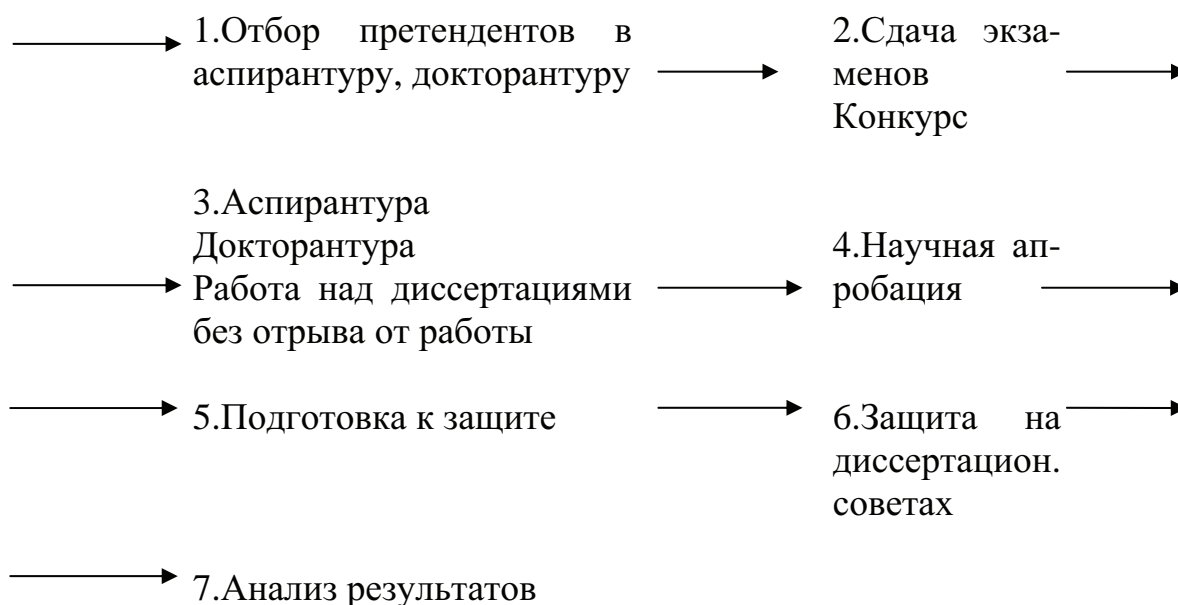 1.Отбор претендентов в
аспирантуру, докторантуру
2.Сдача экза-
менов
Конкурс
3.Аспирантура
Докторантура
Работа над диссертациями
без отрыва от работы
4.Научная ап-
робация
5.Подготовка к защите
6.Защита на
диссертацион.
советах
7.Анализ результатов